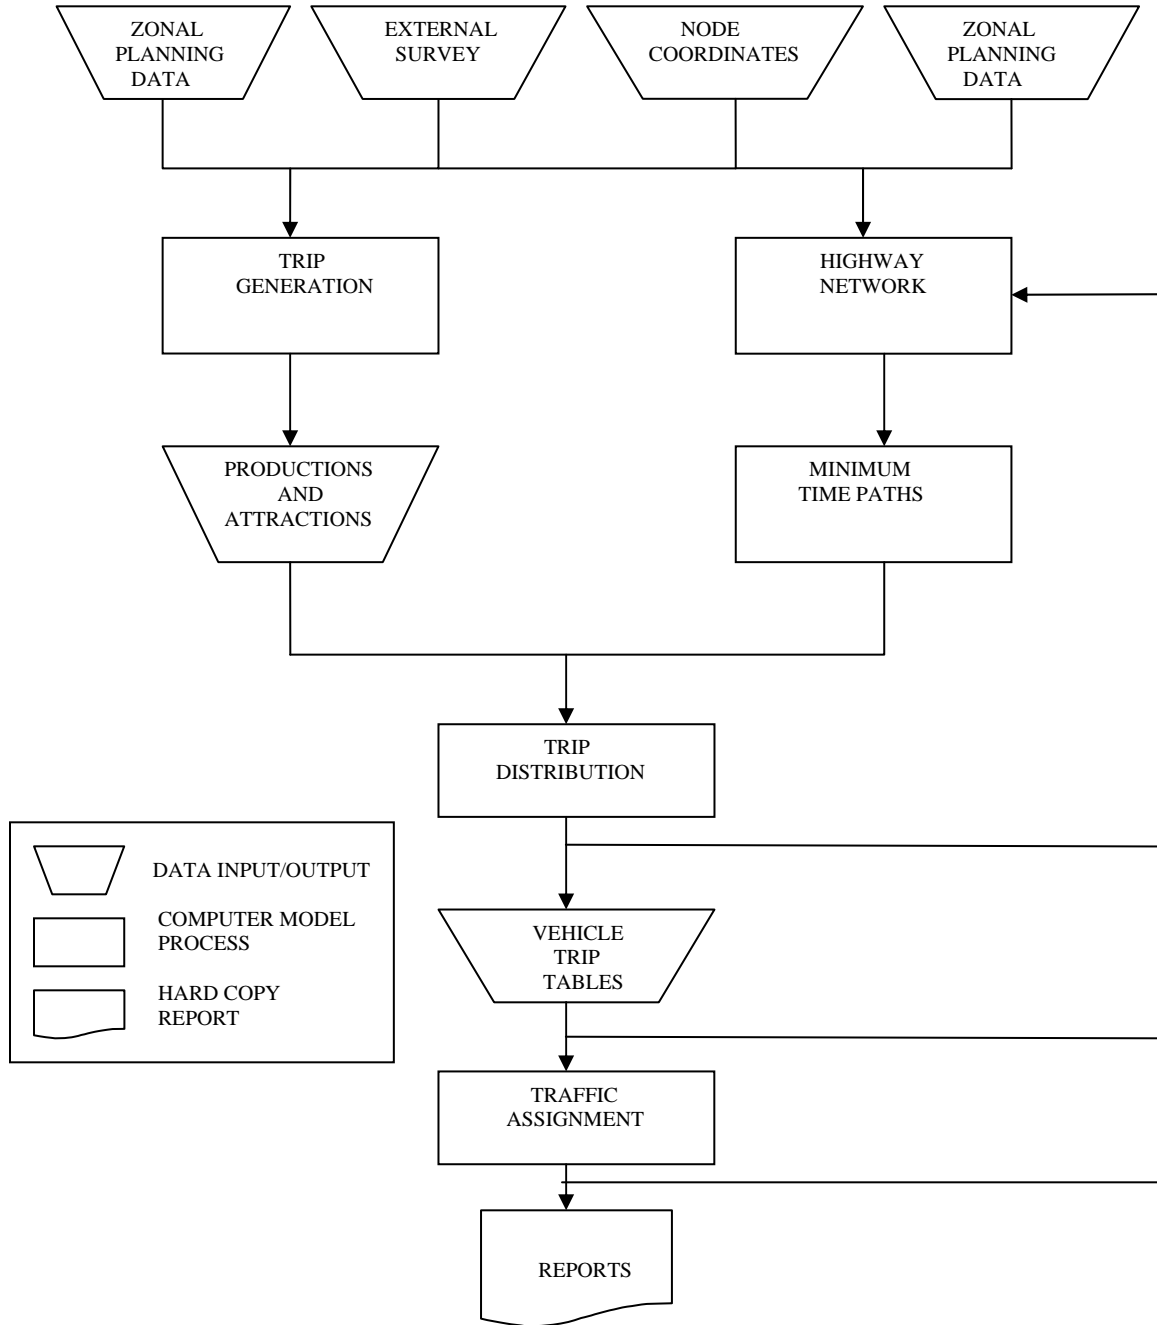 ZONAL
PLANNING
DATA
EXTERNAL
SURVEY
NODE
COORDINATES
ZONAL
PLANNING
DATA
TRIP
GENERATION
HIGHWAY
NETWORK
PRODUCTIONS
AND
ATTRACTIONS
MINIMUM
TIME PATHS
TRIP
DISTRIBUTION
DATA INPUT/OUTPUT
COMPUTER MODEL
PROCESS
HARD COPY
REPORT
VEHICLE
TRIP
TABLES
TRAFFIC
ASSIGNMENT
REPORTS